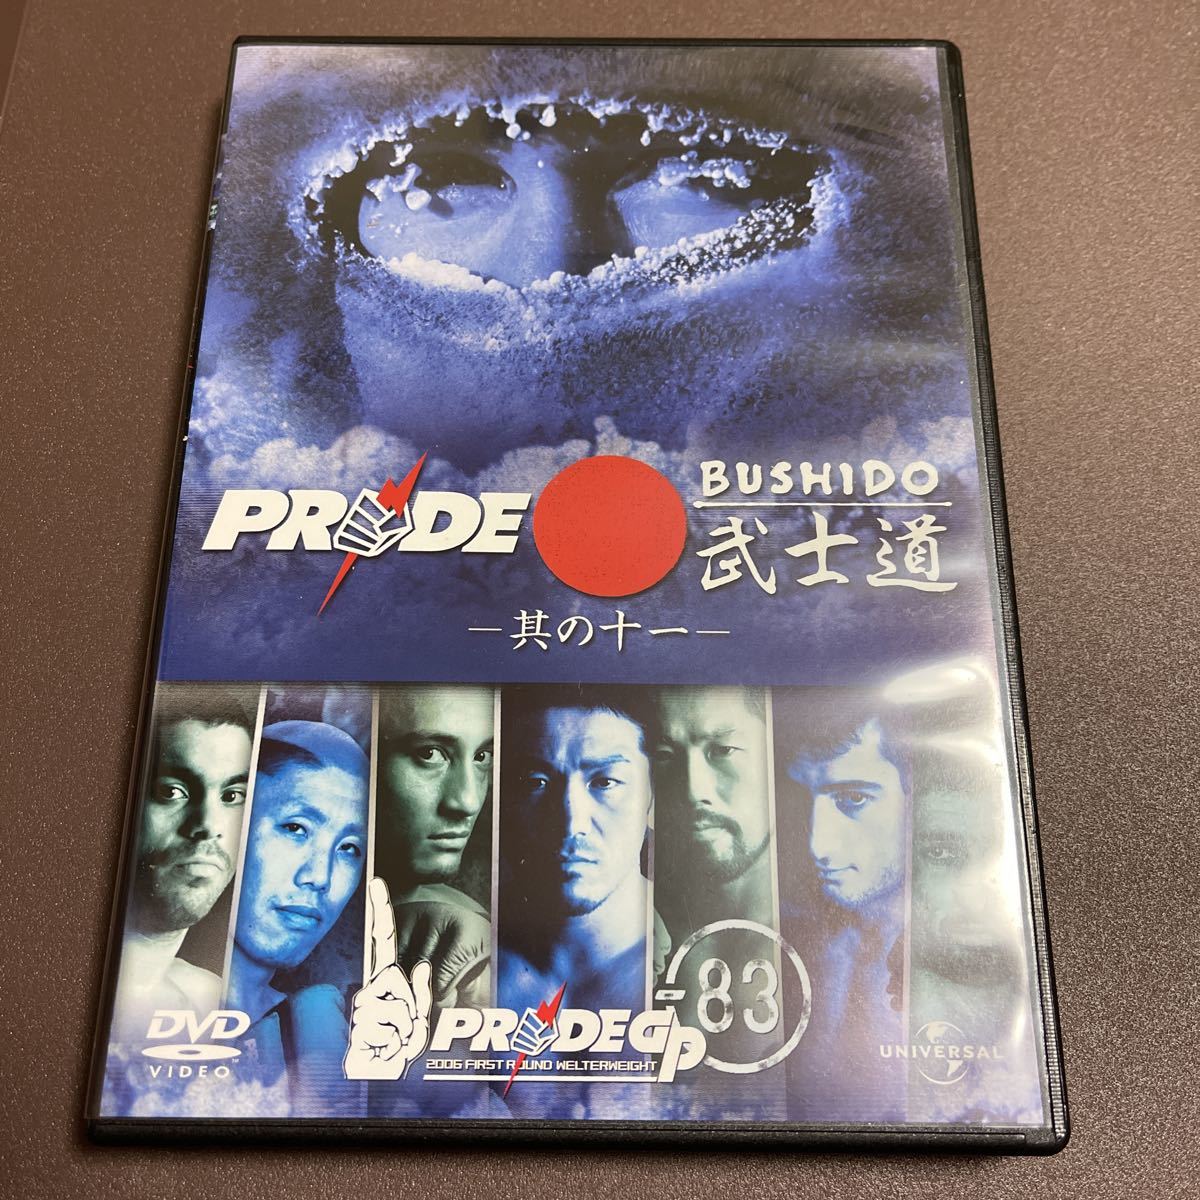 PRIDE
BUSHIDO
武士道
—其の十一—
DVD
VIDEO
PRIDE GP
2006 FIRST ROUND WELTERWEIGHT
-83
UNIVERSAL